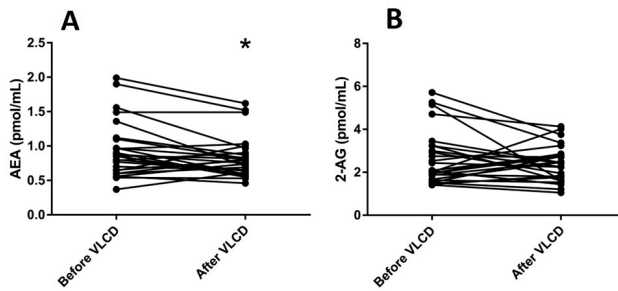 A
*
AEA (pmol/mL)
2.5
2.0
1.5
1.0
0.5
0.0
Before VLCD
After VLCD
B
2-AG (pmol/mL)
8
6
4
2
0
Before VLCD
After VLCD